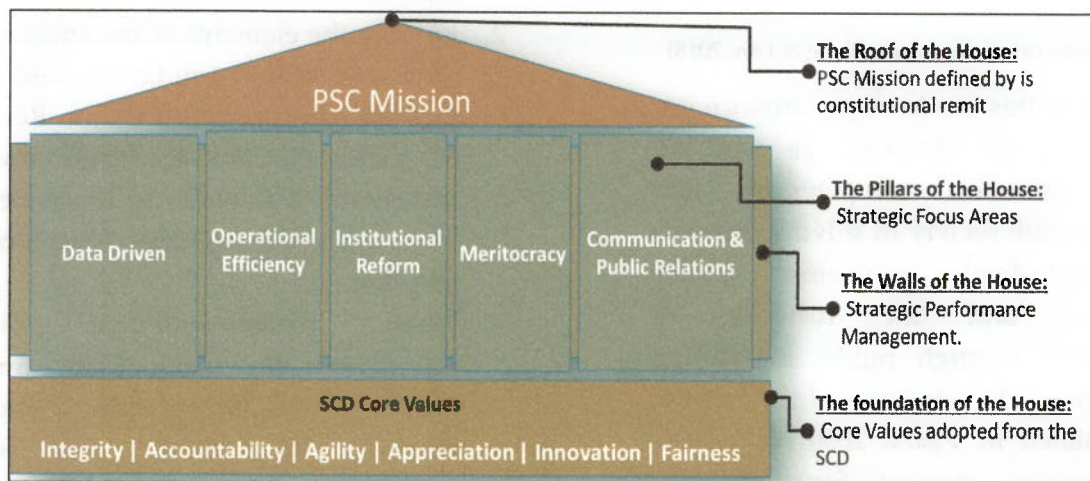 PSC Mission
Data Driven
Operational
Efficiency
Institutional
Reform
Meritocracy
Communication &
Public Relations
SCD Core Values
Integrity | Accountability | Agility | Appreciation | Innovation | Fairness
The Roof of the House:
PSC Mission defined by is
constitutional remit
The Pillars of the House:
Strategic Focus Areas
The Walls of the House:
Strategic Performance
Management.
The foundation of the House:
Core Values adopted from the
SCD